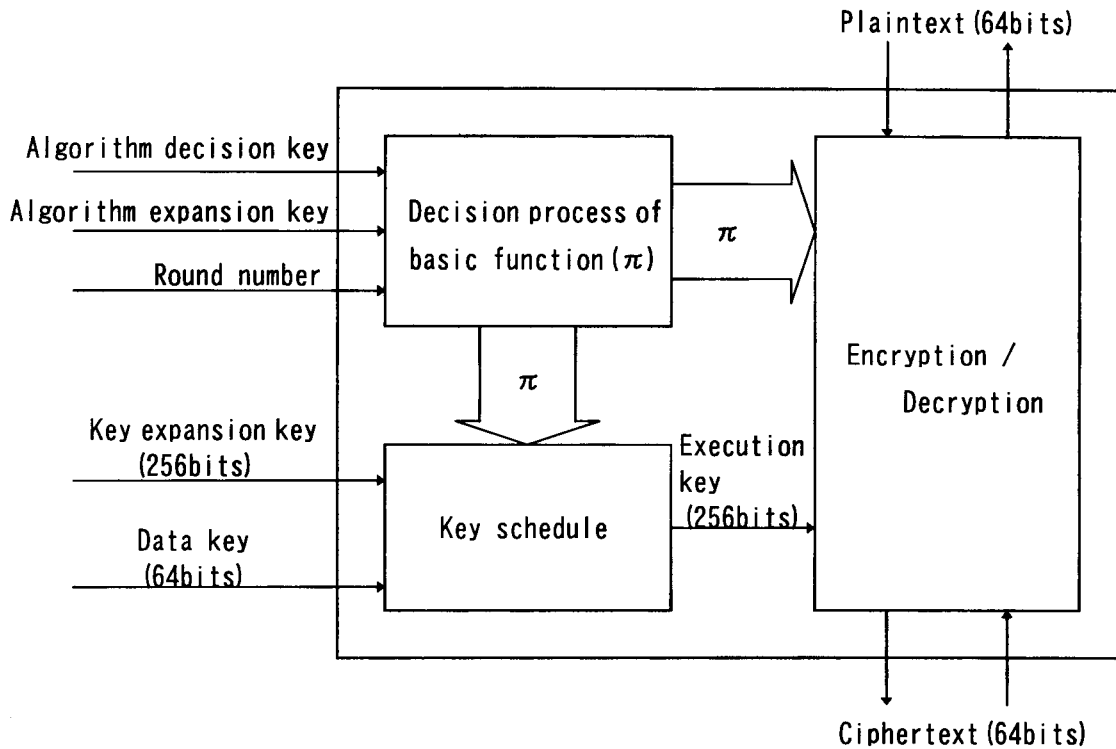 Plaintext(64bits)
Algorithm decision key
Algorithm expansion key
Round number
Decision process of
basic function(π)
π
π
Encryption /
Decryption
Key expansion key
(256bits)
Data key
(64bits)
Key schedule
Execution
key
(256bits)
Ciphertext(64bits)